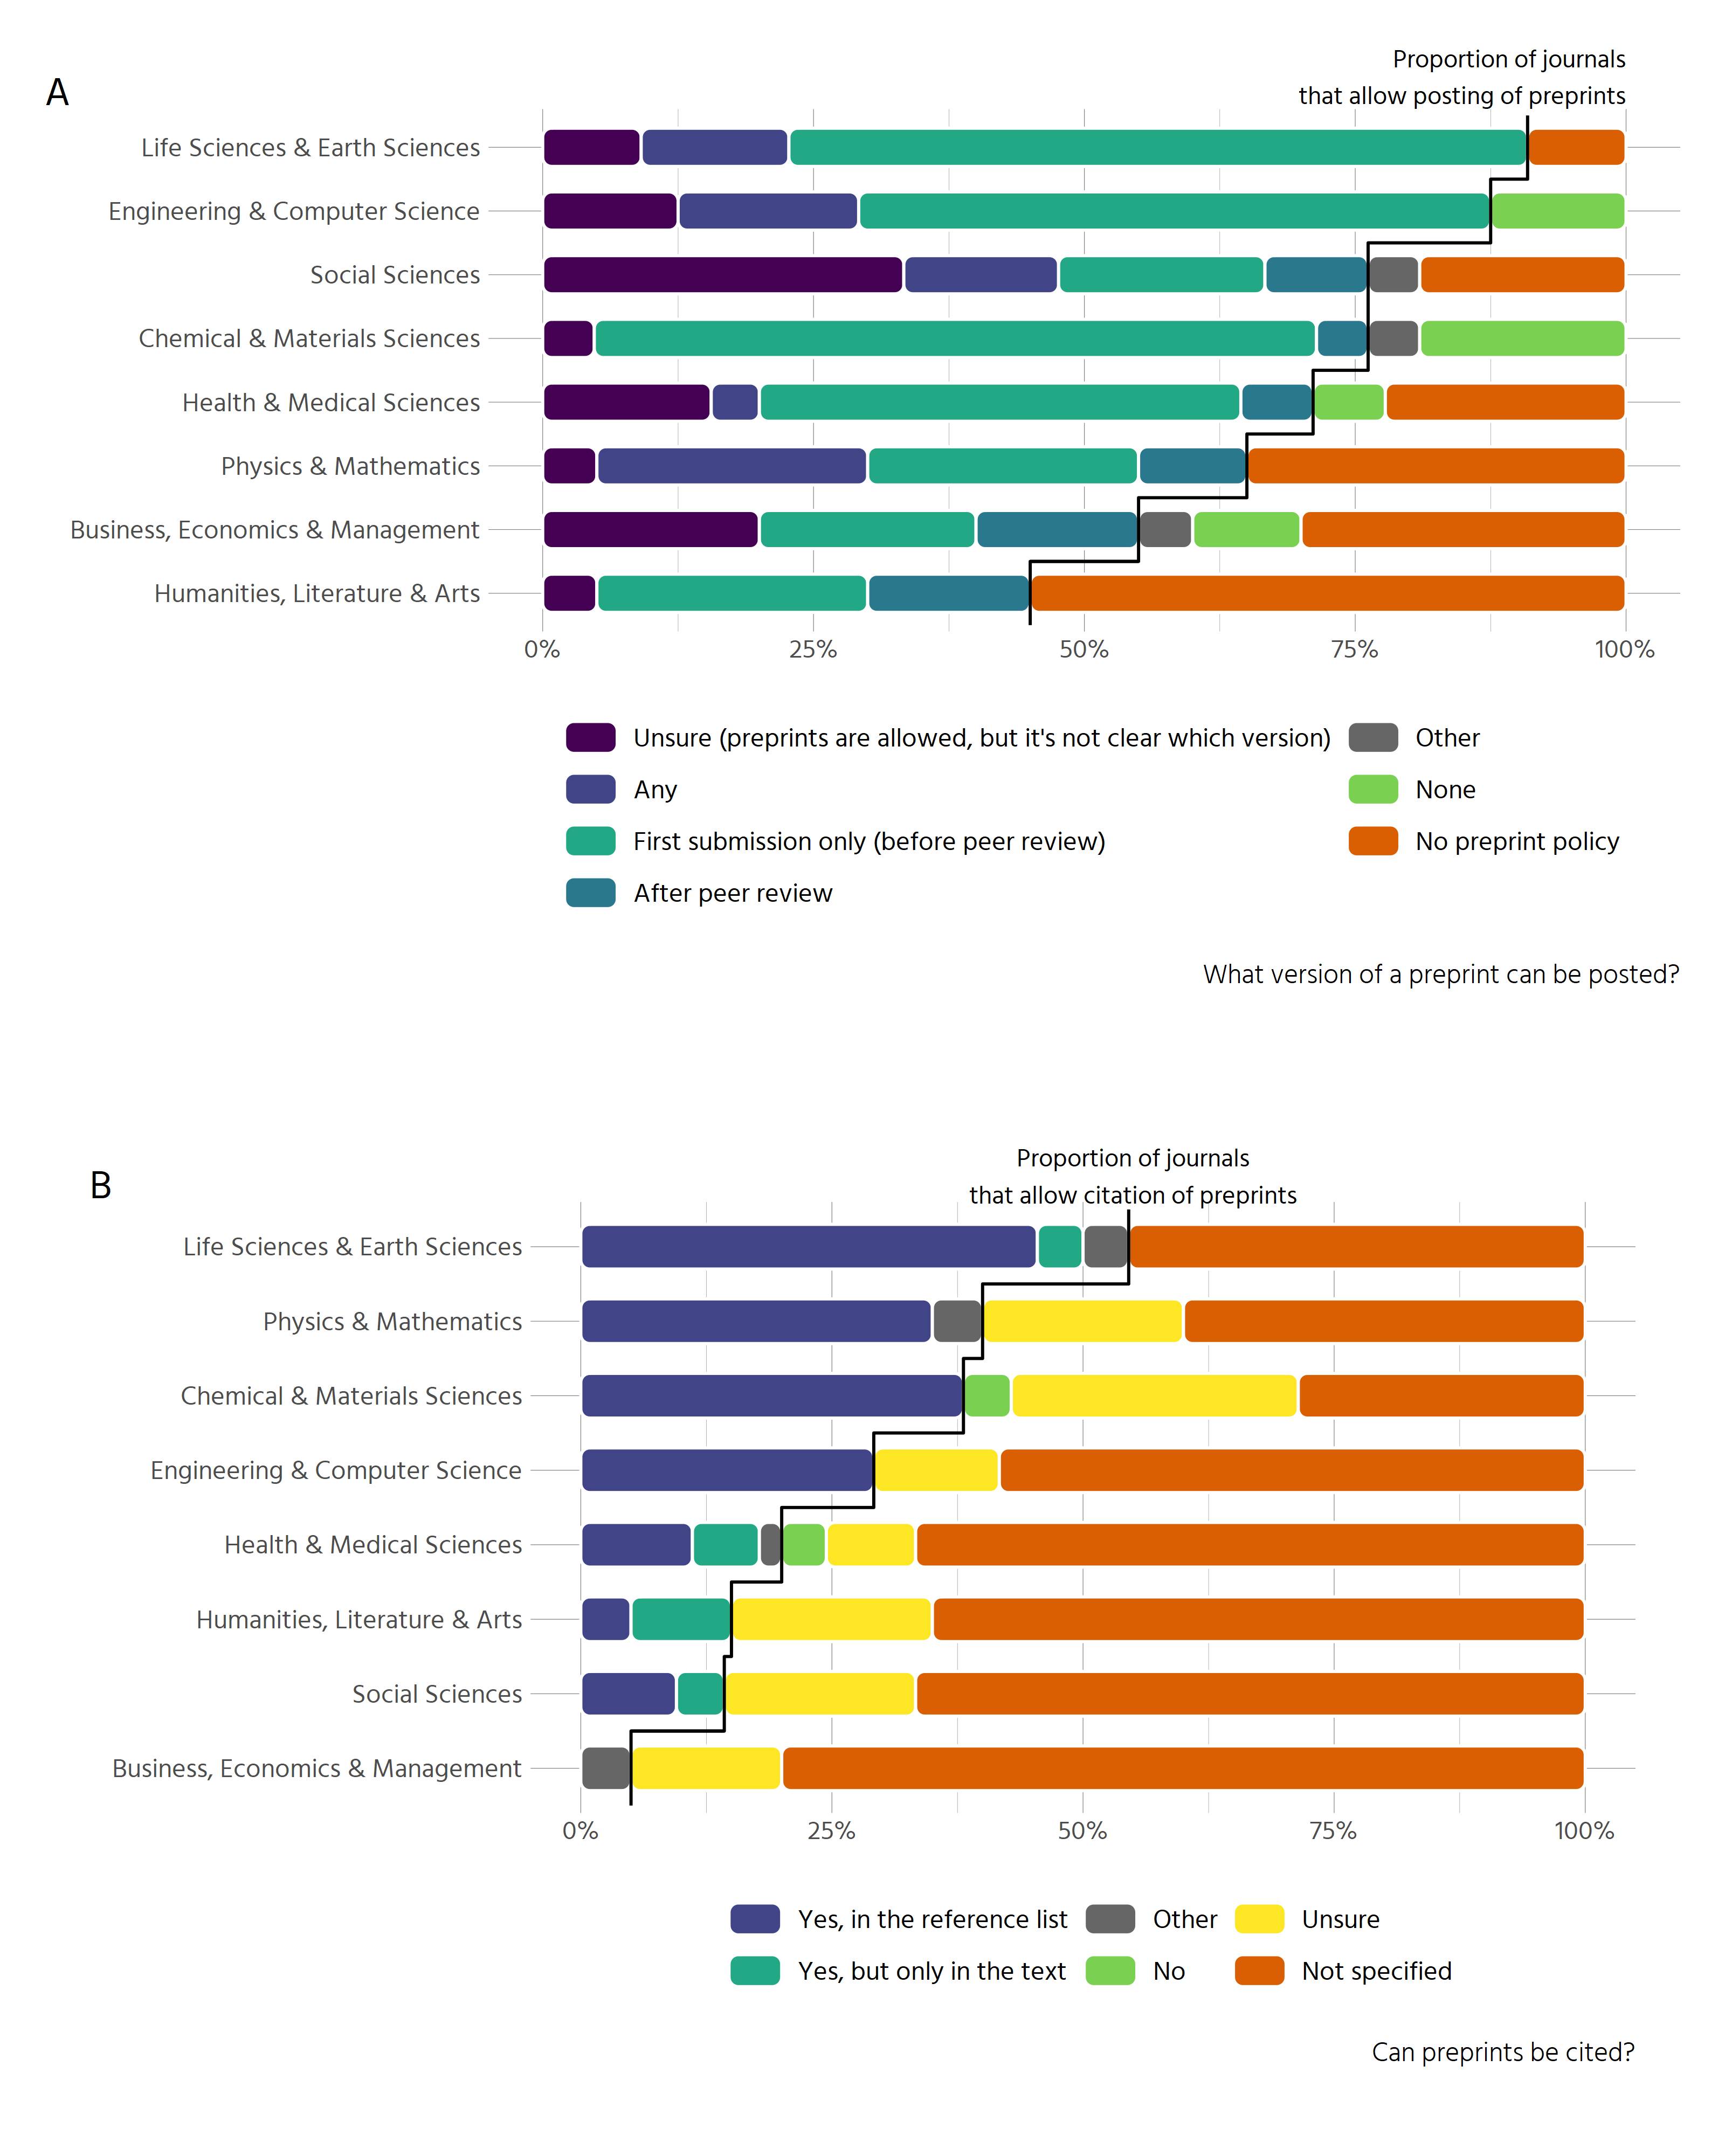 A
Proportion of journals
that allow posting of preprints
Life Sciences & Earth Sciences
Engineering & Computer Science
Social Sciences
Chemical & Materials Sciences
Health & Medical Sciences
Physics & Mathematics
Business, Economics & Management
Humanities, Literature & Arts
0% 25% 50% 75% 100%
Unsure (preprints are allowed, but it's not clear which version) Other
Any None
First submission only (before peer review) No preprint policy
After peer review
What version of a preprint can be posted?
B
Proportion of journals
that allow citation of preprints
Life Sciences & Earth Sciences
Physics & Mathematics
Chemical & Materials Sciences
Engineering & Computer Science
Health & Medical Sciences
Humanities, Literature & Arts
Social Sciences
Business, Economics & Management
0% 25% 50% 75% 100%
Yes, in the reference list Other Unsure
Yes, but only in the text No Not specified
Can preprints be cited?